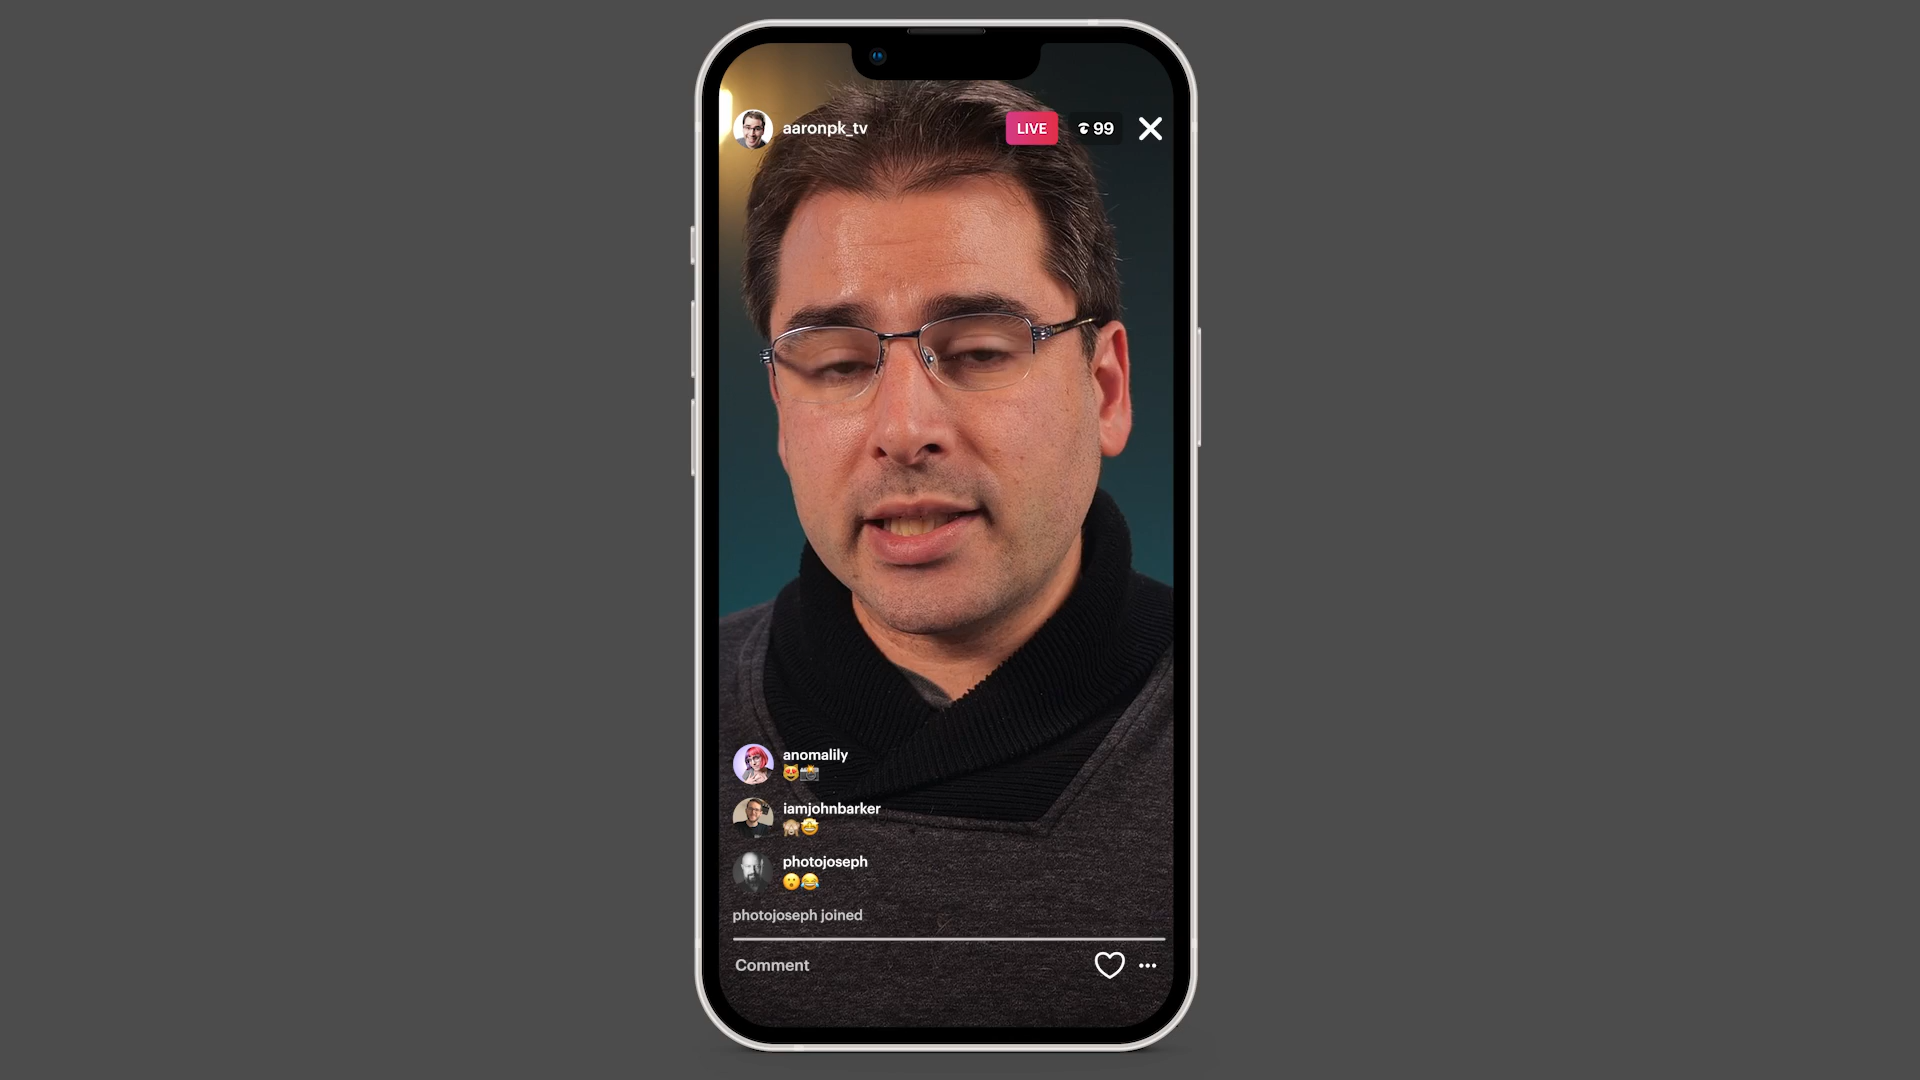 aaronpk_tv
LIVE
99
anomalily
😻📸
iamjohnbarker
🙈🤩
photojoseph
😮😂
photojoseph joined
Comment